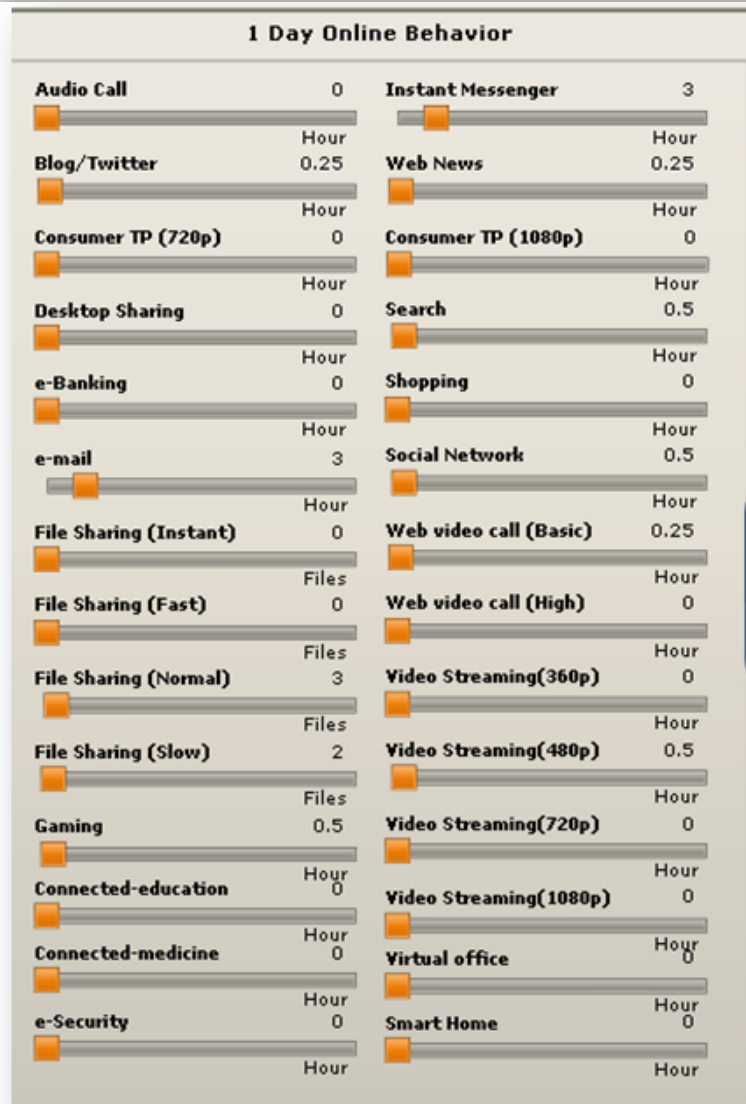 1 Day Online Behavior
Audio Call 0
Hour
Blog/Twitter 0.25
Hour
Consumer TP (720p) 0
Hour
Desktop Sharing 0
Hour
e-Banking 0
Hour
e-mail 3
Hour
File Sharing (Instant) 0
Files
File Sharing (Fast) 0
Files
File Sharing (Normal) 3
Files
File Sharing (Slow) 2
Files
Gaming 0.5
Hour
Connected-education 0
Hour
Connected-medicine 0
Hour
e-Security 0
Hour
Instant Messenger 3
Hour
Web News 0.25
Hour
Consumer TP (1080p) 0
Hour
Search 0.5
Hour
Shopping 0
Hour
Social Network 0.5
Hour
Web video call (Basic) 0.25
Hour
Web video call (High) 0
Hour
Video Streaming(360p) 0
Hour
Video Streaming(480p) 0.5
Hour
Video Streaming(720p) 0
Hour
Video Streaming(1080p) 0
Hour
Virtual office 0
Hour
Smart Home 0
Hour